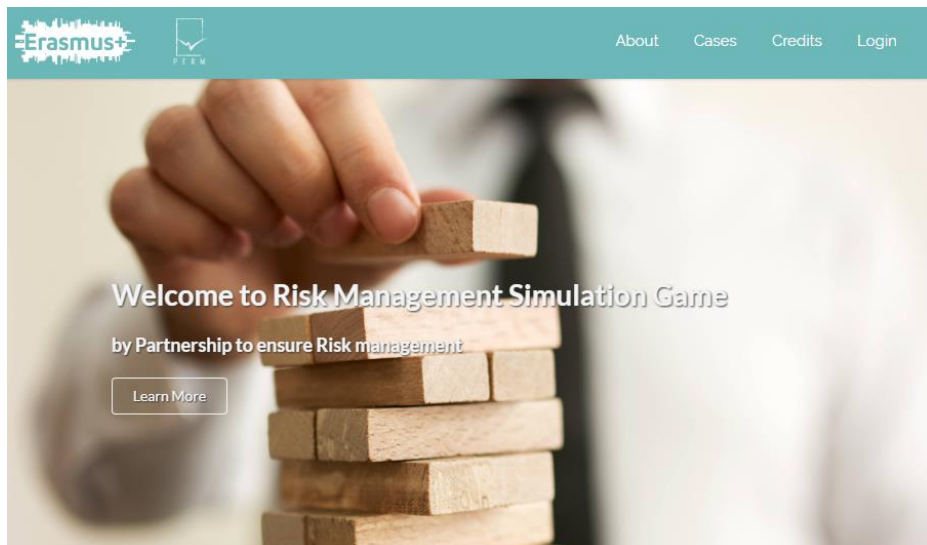 Erasmus+
PERM
About Cases Credits Login
Welcome to Risk Management Simulation Game
by Partnership to ensure Risk management
Learn More